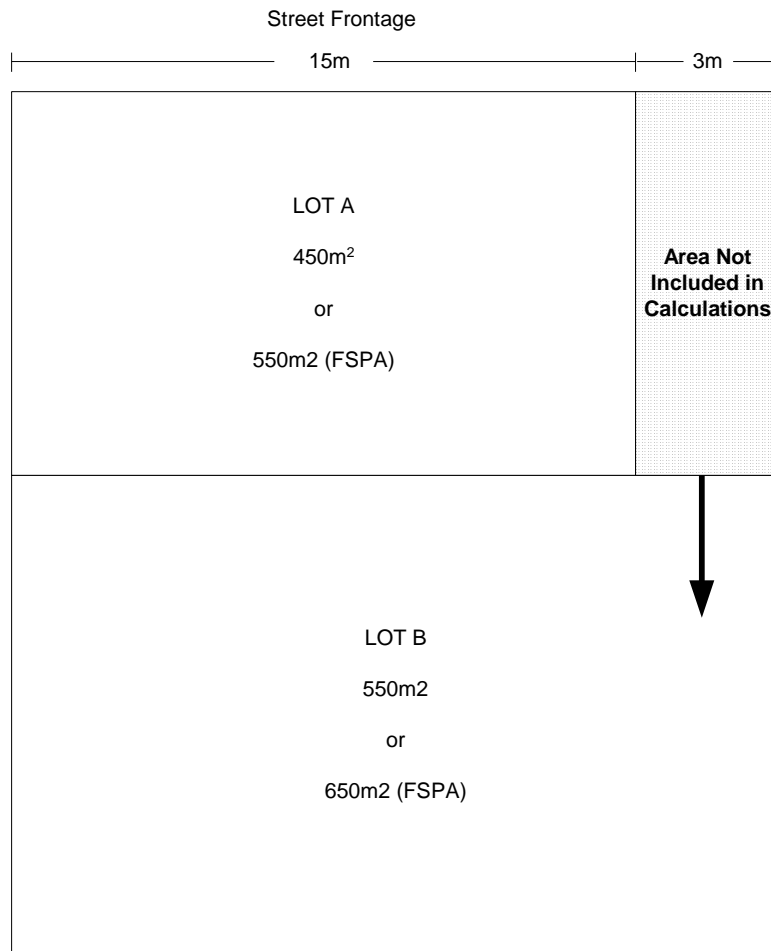 Street Frontage
15m
3m
LOT A
450m²
or
550m2 (FSPA)
Area Not
Included in
Calculations
LOT B
550m2
or
650m2 (FSPA)